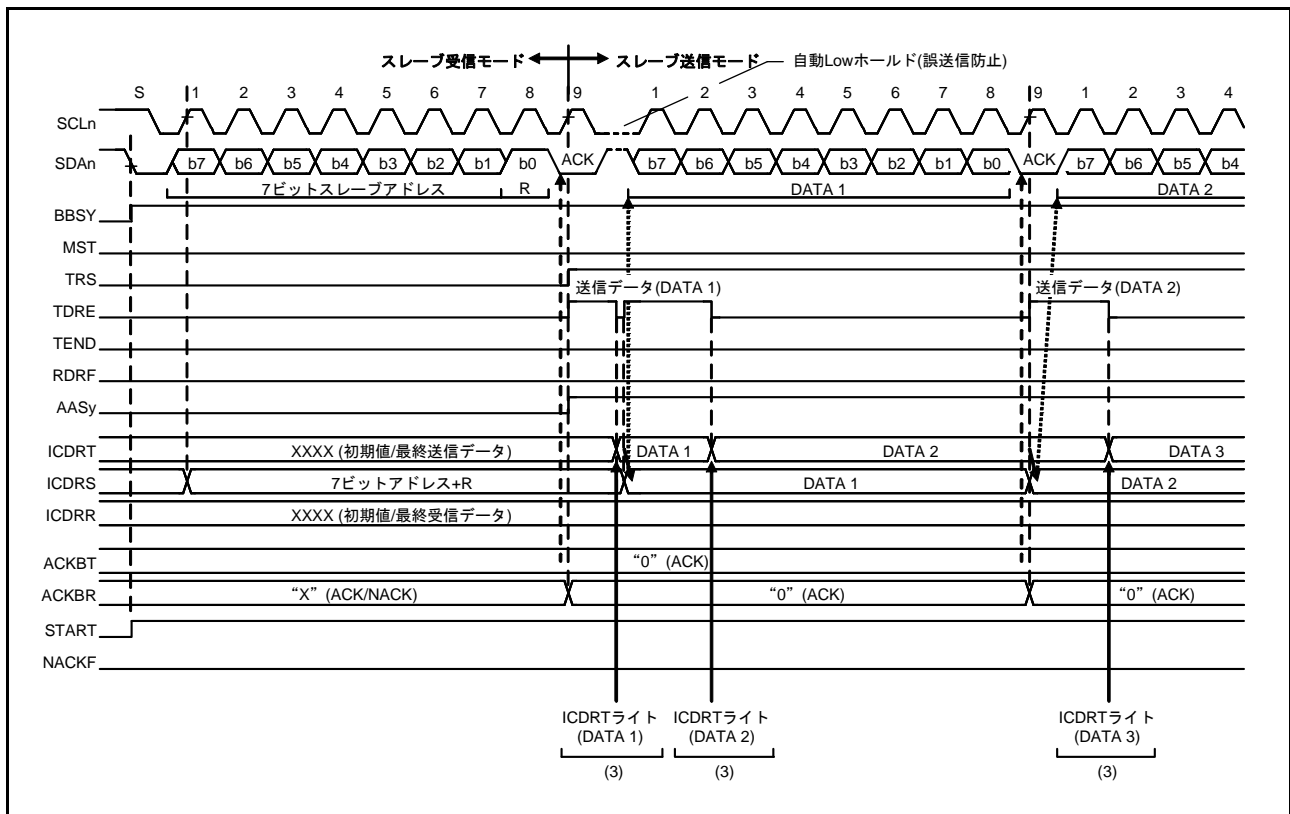 スレーブ受信モード スレーブ送信モード 自動Lowホールド(誤送信防止)
S 1 2 3 4 5 6 7 8 9 1 2 3 4 5 6 7 8 9 1 2 3 4
SCLn
SDAn b7 b6 b5 b4 b3 b2 b1 b0 ACK b7 b6 b5 b4 b3 b2 b1 b0 ACK b7 b6 b5 b4
7ビットスレーブアドレス R DATA 1 DATA 2
BBSY
MST
TRS
送信データ(DATA 1) 送信データ(DATA 2)
TDRE
TEND
RDRF
AASy
ICDRT XXXX (初期値/最終送信データ) DATA 1 DATA 2 DATA 3
ICDRS 7ビットアドレス+R DATA 1 DATA 2
ICDRR XXXX (初期値/最終受信データ)
ACKBT “0” (ACK)
ACKBR “X” (ACK/NACK) “0” (ACK) “0” (ACK)
START
NACKF
ICDRTライト ICDRTライト ICDRTライト
(DATA 1) (DATA 2) (DATA 3)
(3) (3) (3)